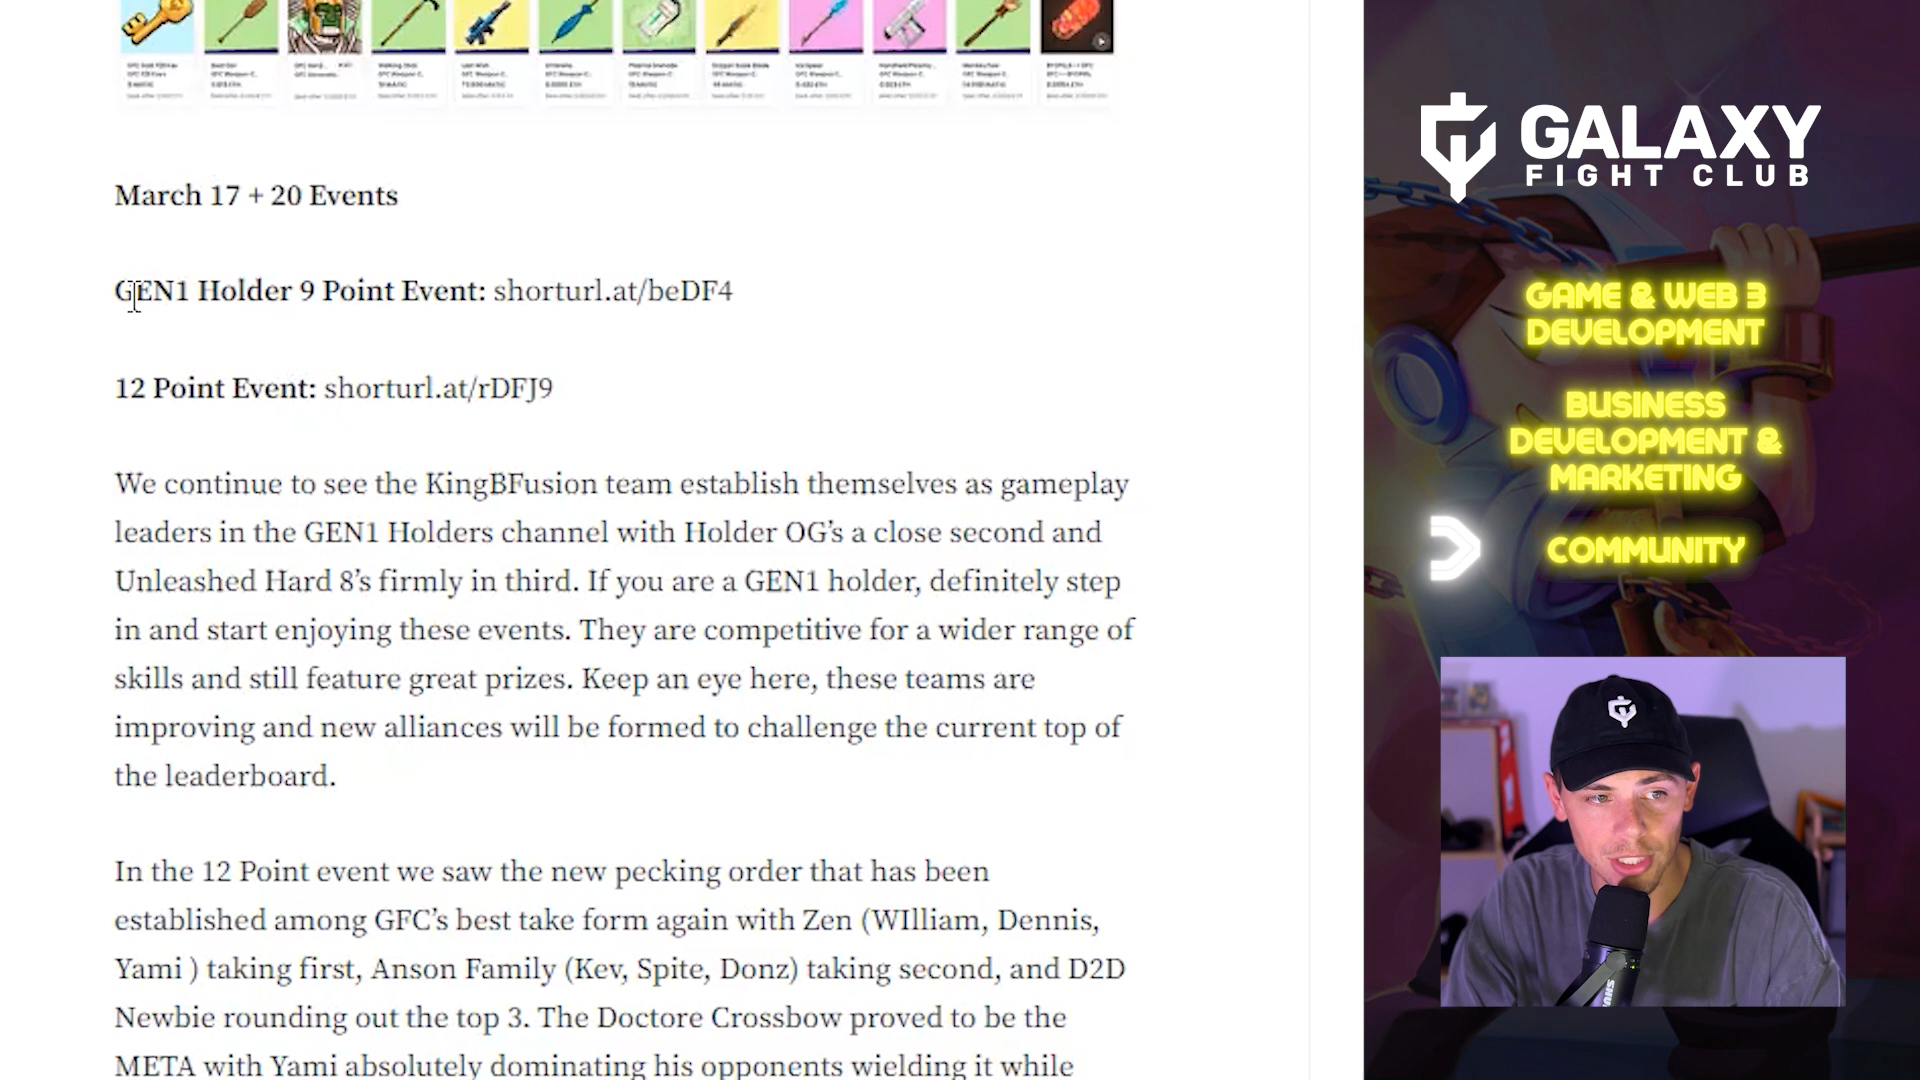 March 17 + 20 Events
GEN1 Holder 9 Point Event: shorturl.at/beDF4
12 Point Event: shorturl.at/rDFJ9
We continue to see the KingBFusion team establish themselves as gameplay
leaders in the GEN1 Holders channel with Holder OG’s a close second and
Unleashed Hard 8’s firmly in third. If you are a GEN1 holder, definitely step
in and start enjoying these events. They are competitive for a wider range of
skills and still feature great prizes. Keep an eye here, these teams are
improving and new alliances will be formed to challenge the current top of
the leaderboard.
In the 12 Point event we saw the new pecking order that has been
established among GFC’s best take form again with Zen (WIlliam, Dennis,
Yami ) taking first, Anson Family (Kev, Spite, Donz) taking second, and D2D
Newbie rounding out the top 3. The Doctore Crossbow proved to be the
META with Yami absolutely dominating his opponents wielding it while
GALAXY
FIGHT CLUB
GAME & WEB 3
DEVELOPMENT
BUSINESS
DEVELOPMENT &
MARKETING
COMMUNITY